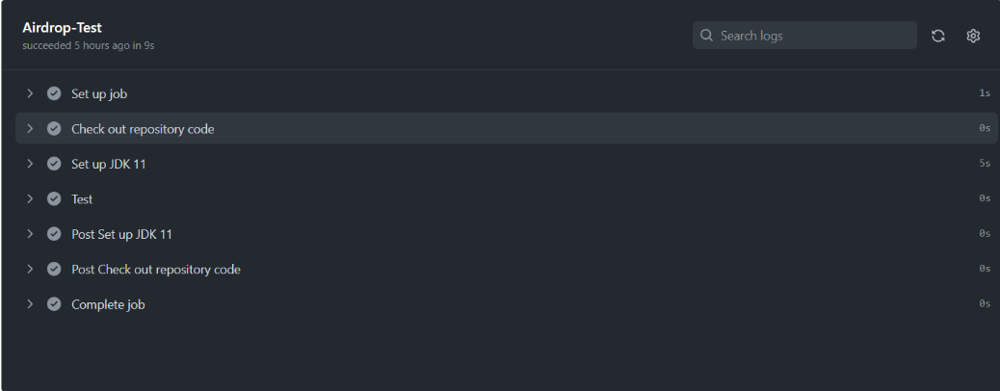 Airdrop-Test
succeeded 5 hours ago in 9s
Search logs
Set up job 1s
Check out repository code 0s
Set up JDK 11 5s
Test 0s
Post Set up JDK 11 0s
Post Check out repository code 0s
Complete job 0s